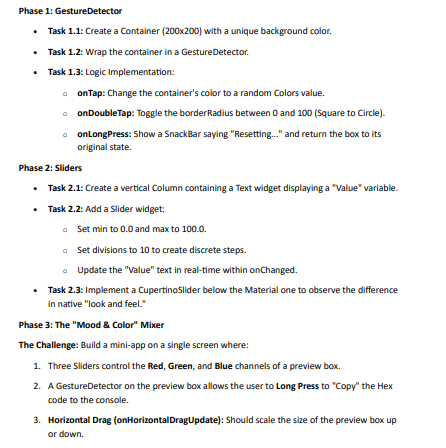 Phase 1: GestureDetector
• Task 1.1: Create a Container (200x200) with a unique background color.
• Task 1.2: Wrap the container in a GestureDetector.
• Task 1.3: Logic Implementation:
o onTap: Change the container's color to a random Colors value.
o onDoubleTap: Toggle the borderRadius between 0 and 100 (Square to Circle).
o onLongPress: Show a SnackBar saying "Resetting..." and return the box to its
original state.
Phase 2: Sliders
• Task 2.1: Create a vertical Column containing a Text widget displaying a "Value" variable.
• Task 2.2: Add a Slider widget:
o Set min to 0.0 and max to 100.0.
o Set divisions to 10 to create discrete steps.
o Update the "Value" text in real-time within onChanged.
• Task 2.3: Implement a CupertinoSlider below the Material one to observe the difference
in native "look and feel."
Phase 3: The "Mood & Color" Mixer
The Challenge: Build a mini-app on a single screen where:
1. Three Sliders control the Red, Green, and Blue channels of a preview box.
2. A GestureDetector on the preview box allows the user to Long Press to "Copy" the Hex
code to the console.
3. Horizontal Drag (onHorizontalDragUpdate): Should scale the size of the preview box up
or down.